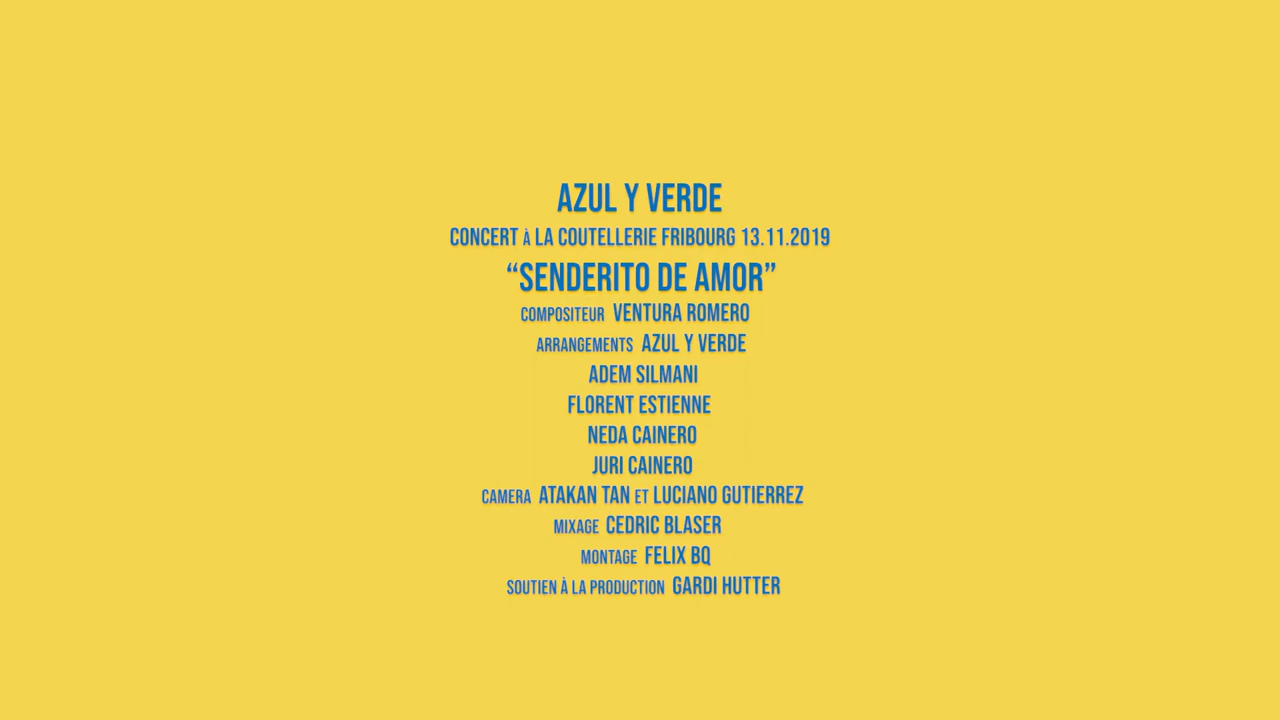 AZUL Y VERDE
CONCERT À LA COUTELLERIE FRIBOURG 13.11.2019
“SENDERITO DE AMOR”
COMPOSITEUR VENTURA ROMERO
ARRANGEMENTS AZUL Y VERDE
ADEM SILMANI
FLORENT ESTIENNE
NEDA CAINERO
JURI CAINERO
CAMERA ATAKAN TAN ET LUCIANO GUTIERREZ
MIXAGE CEDRIC BLASER
MONTAGE FELIX BQ
SOUTIEN À LA PRODUCTION GARDI HUTTER